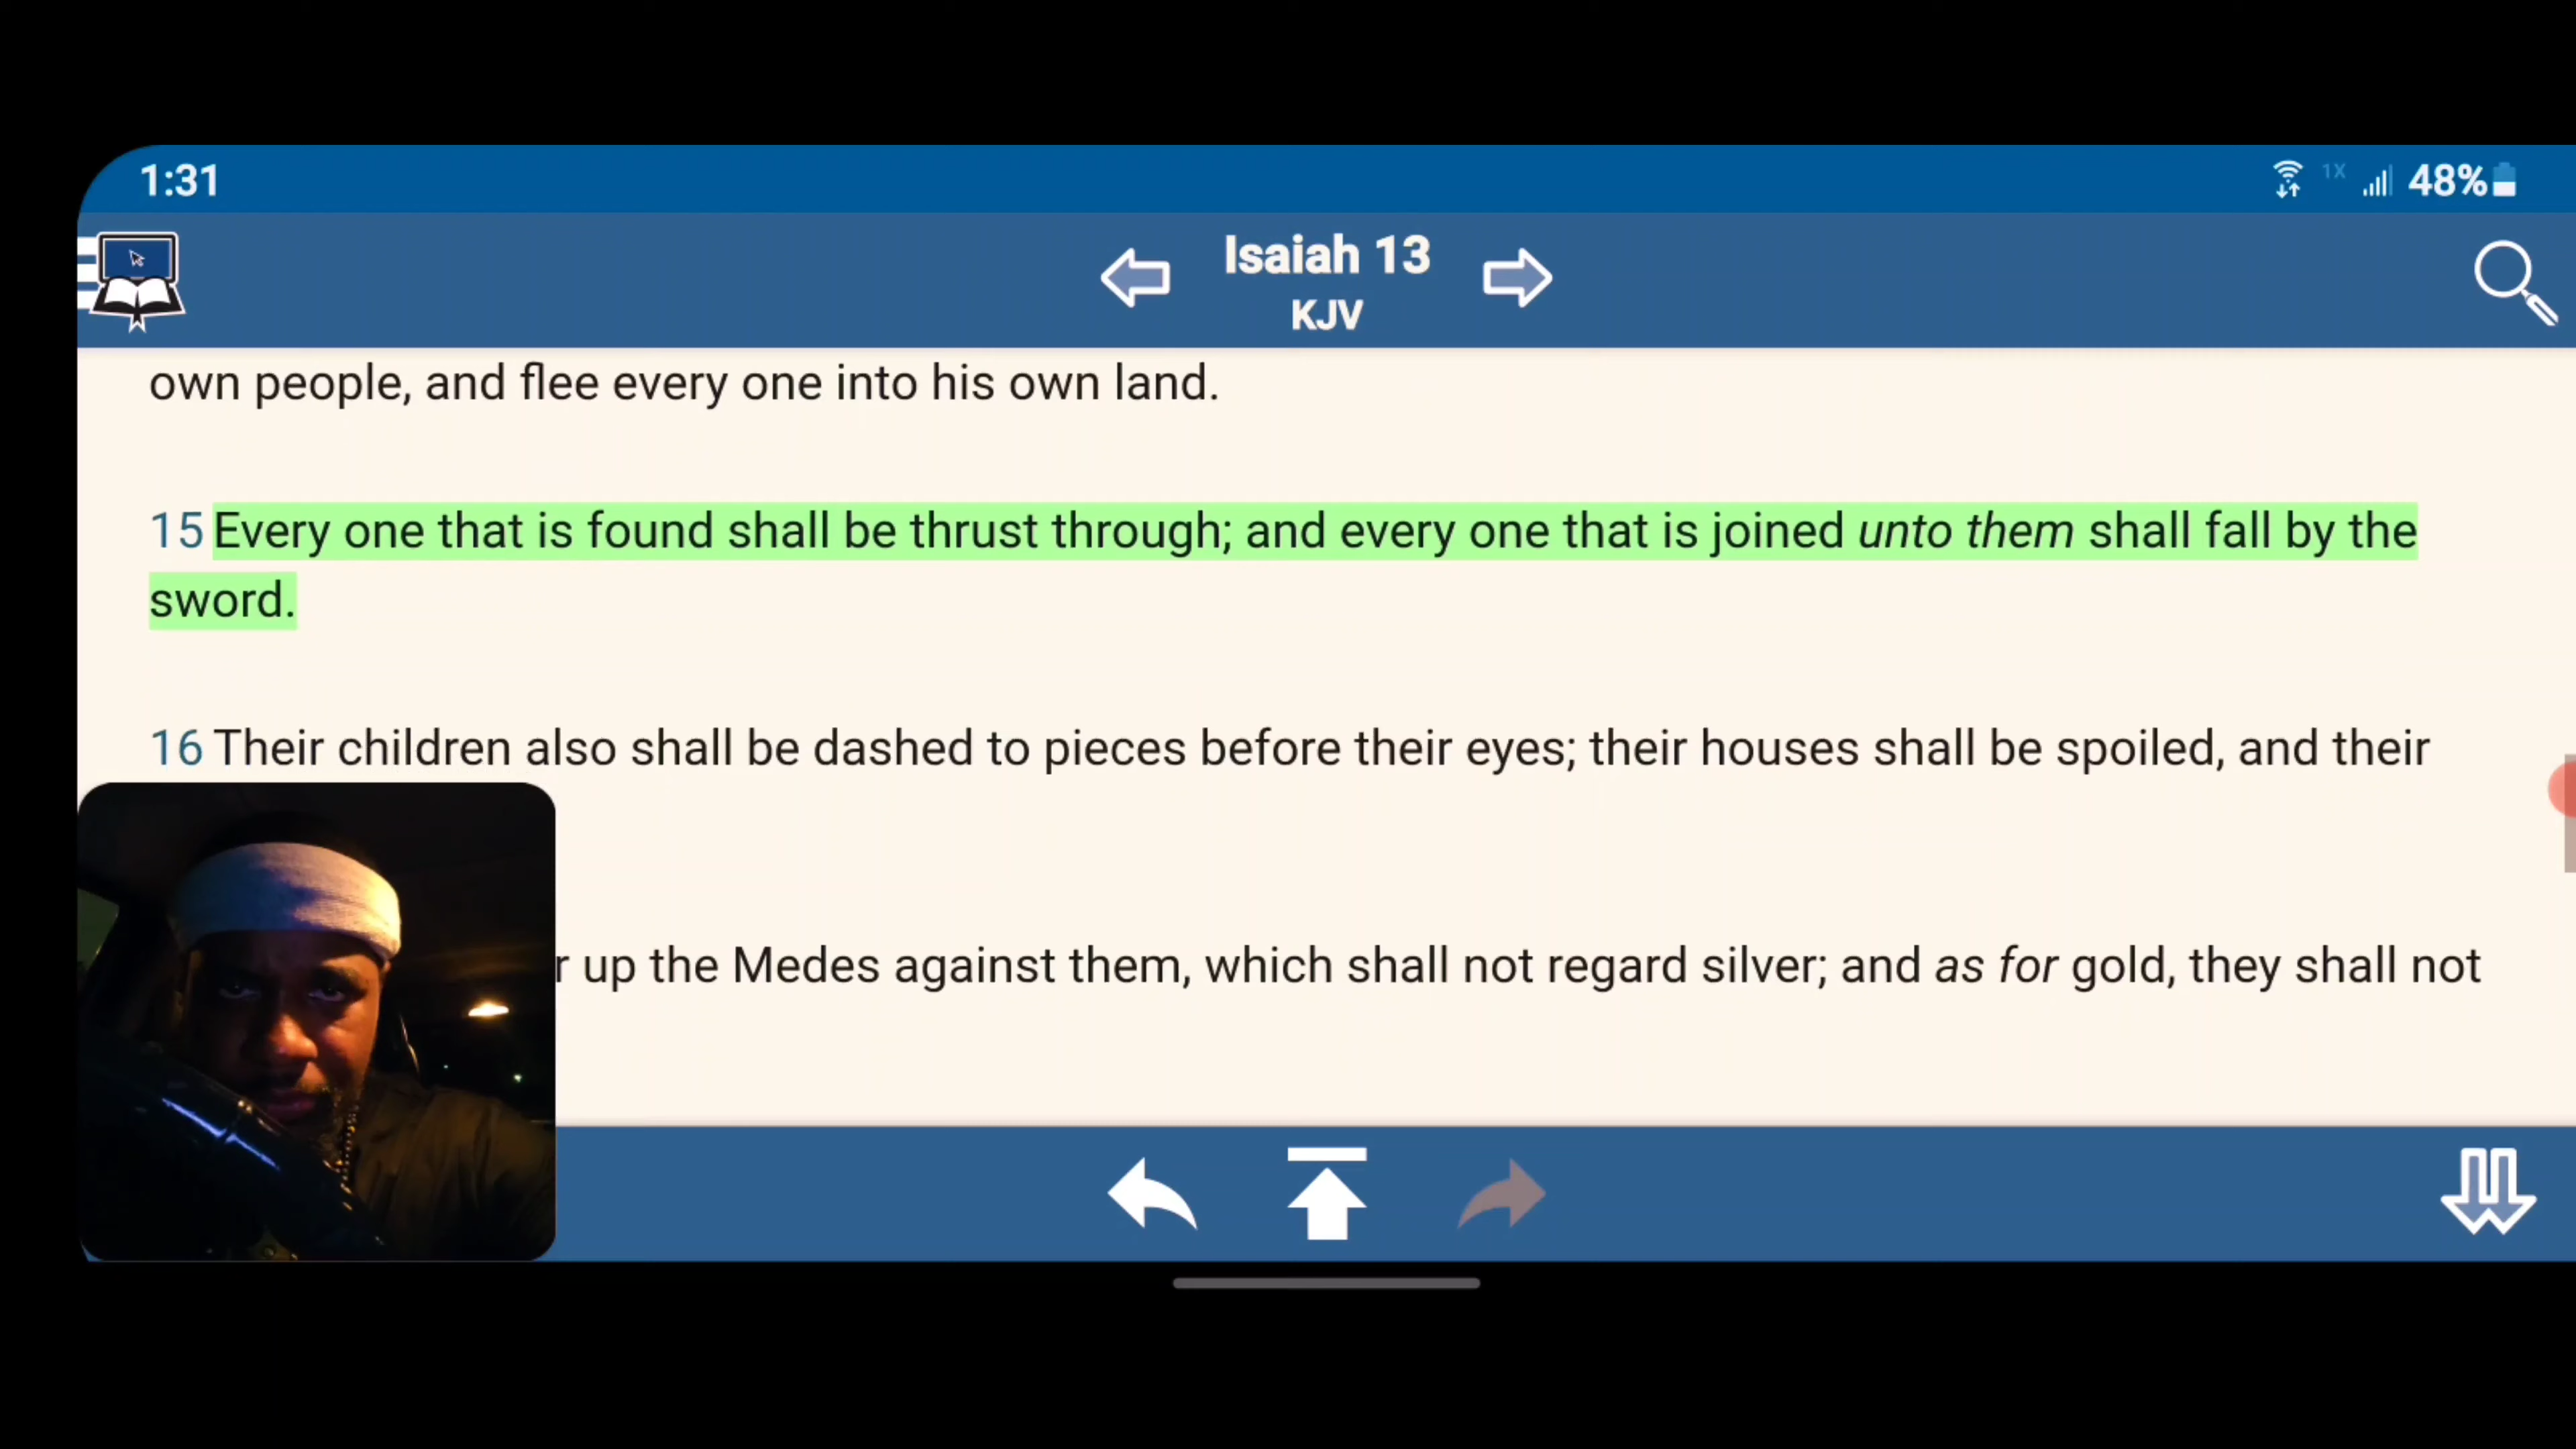 1:31
1X
48%
Isaiah 13
KJV
own people, and flee every one into his own land.
15 Every one that is found shall be thrust through; and every one that is joined unto them shall fall by the
sword.
16 Their children also shall be dashed to pieces before their eyes; their houses shall be spoiled, and their
r up the Medes against them, which shall not regard silver; and as for gold, they shall not